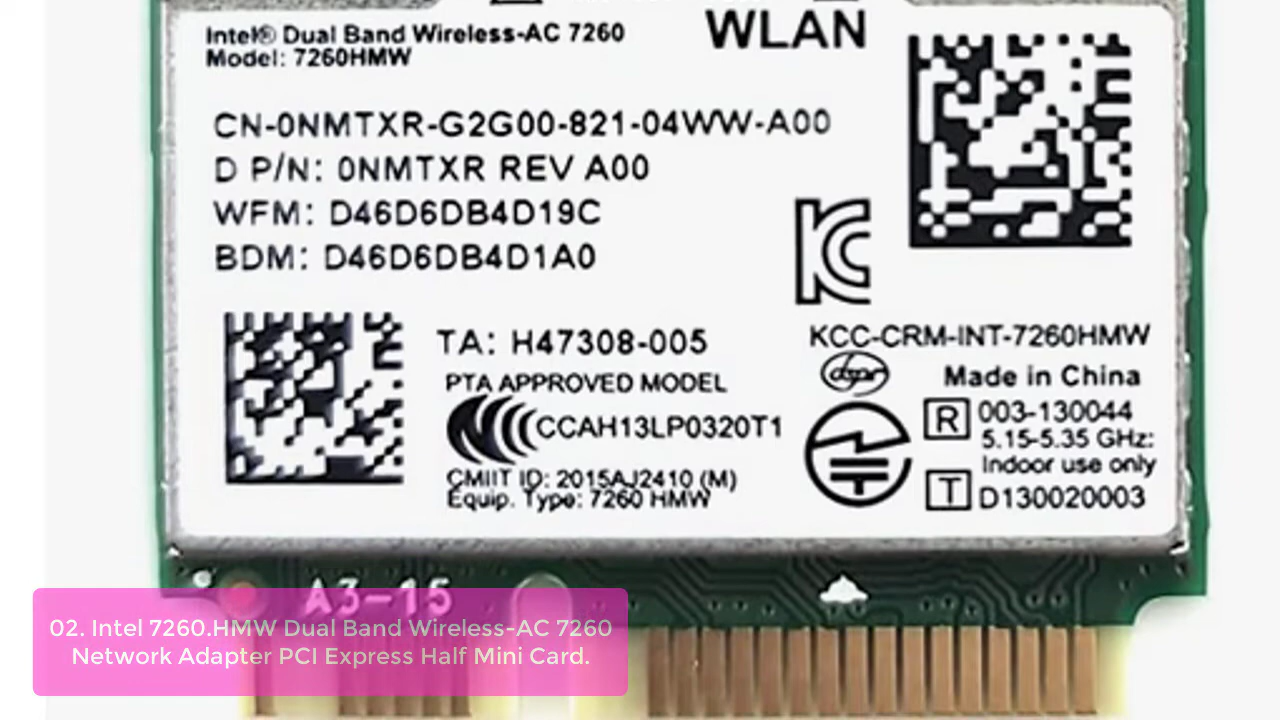 Intel® Dual Band Wireless-AC 7260
Model: 7260HMW
WLAN
CN-0NMTXR-G2G00-821-04WW-A00
D P/N: 0NMTXR REV A00
WFM: D46D6DB4D19C
BDM: D46D6DB4D1A0
TA: H47308-005
PTA APPROVED MODEL
CCAH13LP0320T1
CMIIT ID: 2015AJ2410 (M)
Equip. Type: 7260 HMW
KCC-CRM-INT-7260HMW
Made in China
R 003-130044
5.15-5.35 GHz:
Indoor use only
T D130020003
A3-15
02. Intel 7260.HMW Dual Band Wireless-AC 7260
Network Adapter PCI Express Half Mini Card.